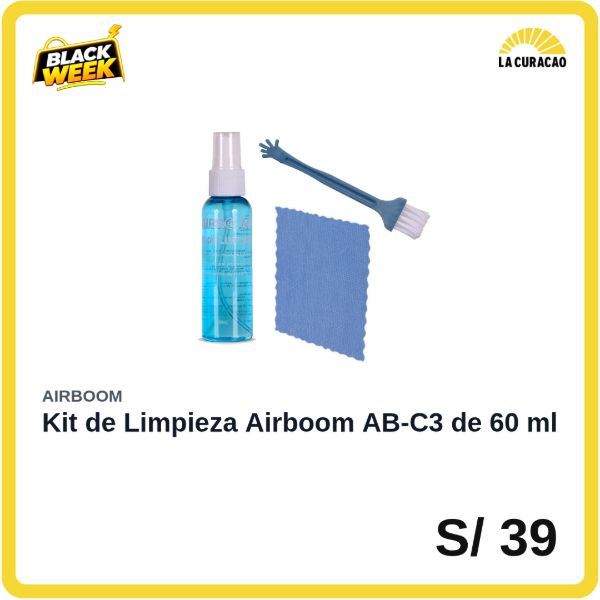 BLACK
WEEK
LA CURACAO
AIRBOOM
Kit de Limpieza Airboom AB-C3 de 60 ml
S/ 39